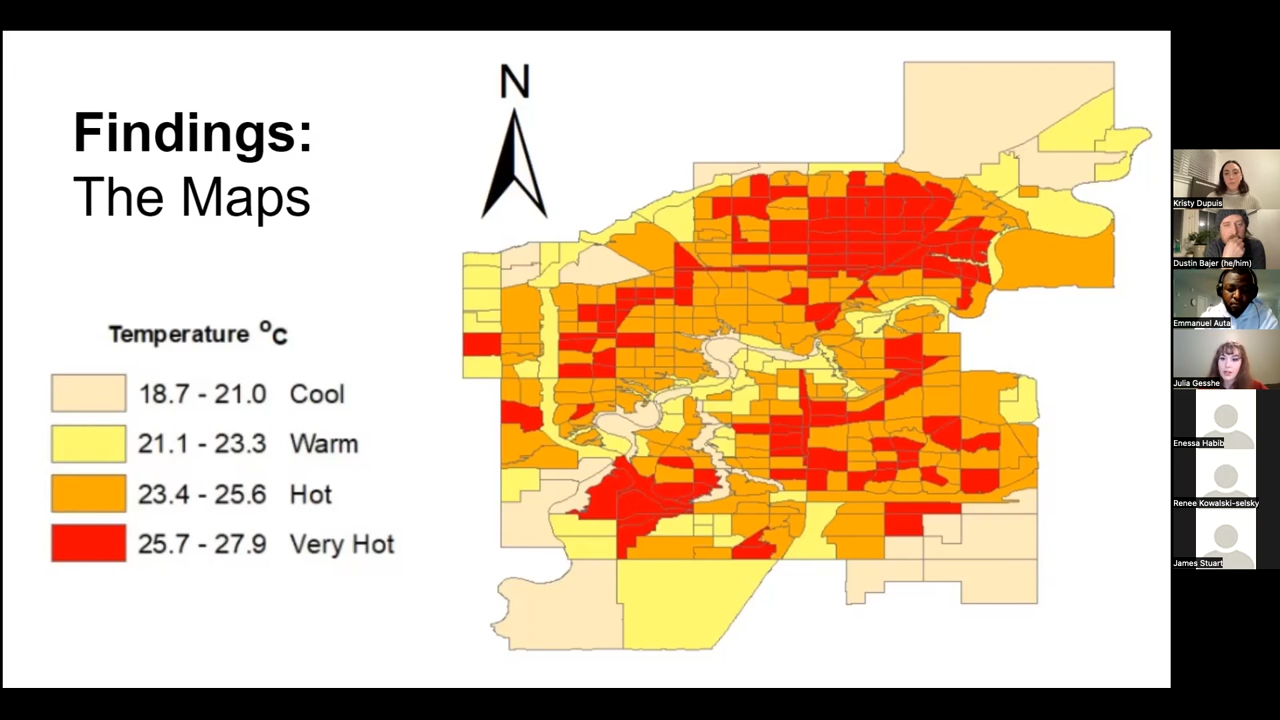 Findings:
The Maps
N
Temperature °C
18.7 - 21.0 Cool
21.1 - 23.3 Warm
23.4 - 25.6 Hot
25.7 - 27.9 Very Hot
Kristy Dupuis
Dustin Bajer (he/him)
Emmanuel Auta
Julia Gesshe
Enessa Habib
Renee Kowalski-selsky
James Stuart